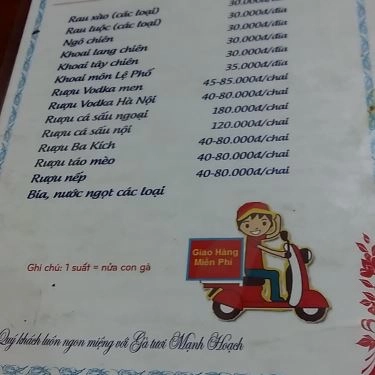 Rau xào (các loại) 30.000đ/đĩa
Rau luộc (các loại) 30.000đ/đĩa
Ngô chiên 30.000đ/đĩa
Khoai lang chiên 30.000đ/đĩa
Khoai tây chiên 35.000đ/đĩa
Khoai môn Lệ Phố
Rượu Vodka men 45-85.000đ/chai
Rượu Vodka Hà Nội 40-80.000đ/chai
Rượu cá sấu ngoại 180.000đ/chai
Rượu cá sấu nội 120.000đ/chai
Rượu Ba Kích 40-80.000đ/chai
Rượu táo mèo 40-80.000đ/chai
Rượu nếp 40-80.000đ/chai
Bia, nước ngọt các loại
Giao Hàng
Miễn Phí
Ghi chú: 1 suất = nửa con gà
Quý khách luôn ngon miệng với Gà tươi Mạnh Hoạch